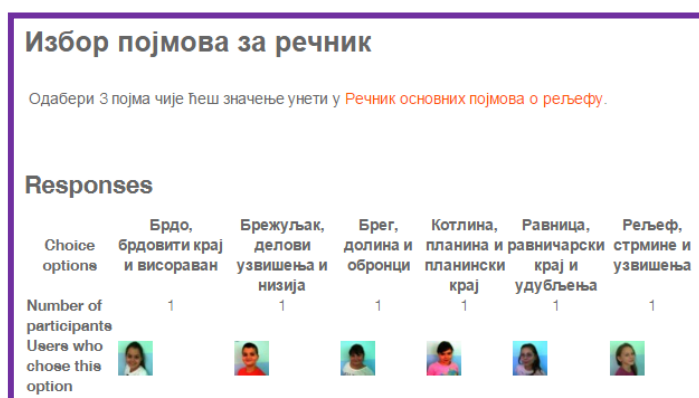 Избор појмова за речник
Одабери 3 појма чије ћеш значење унети у Речник основних појмова о рељефу.
Responses
Choice options
Брдо, брдовити крај и висораван
Брежуљак, делови узвишења и низија
Брег, долина и обронци
Котлина, планина и планински крај
Равница, равничарски крај и удубљења
Рељеф, стрмине и узвишења
Number of participants
1 1 1 1 1 1
Users who chose this option